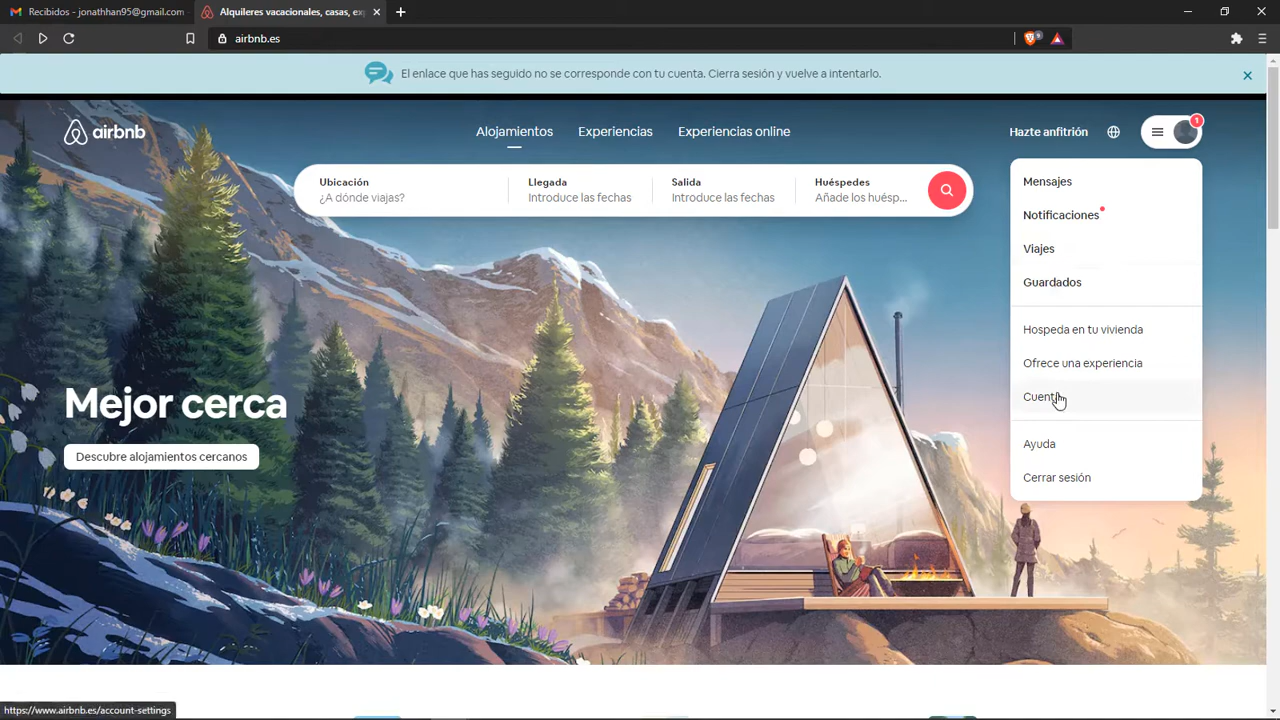 Recibidos - jonathhan95@gmail.com
Alquileres vacacionales, casas, ex
airbnb.es
El enlace que has seguido no se corresponde con tu cuenta. Cierra sesión y vuelve a intentarlo.
airbnb
Alojamientos
Experiencias
Experiencias online
Hazte anfitrión
1
Ubicación
¿A dónde viajas?
Llegada
Introduce las fechas
Salida
Introduce las fechas
Huéspedes
Añade los huésp...
Mensajes
Notificaciones
Viajes
Guardados
Hospeda en tu vivienda
Ofrece una experiencia
Cuenta
Ayuda
Cerrar sesión
Mejor cerca
Descubre alojamientos cercanos
https://www.airbnb.es/account-settings